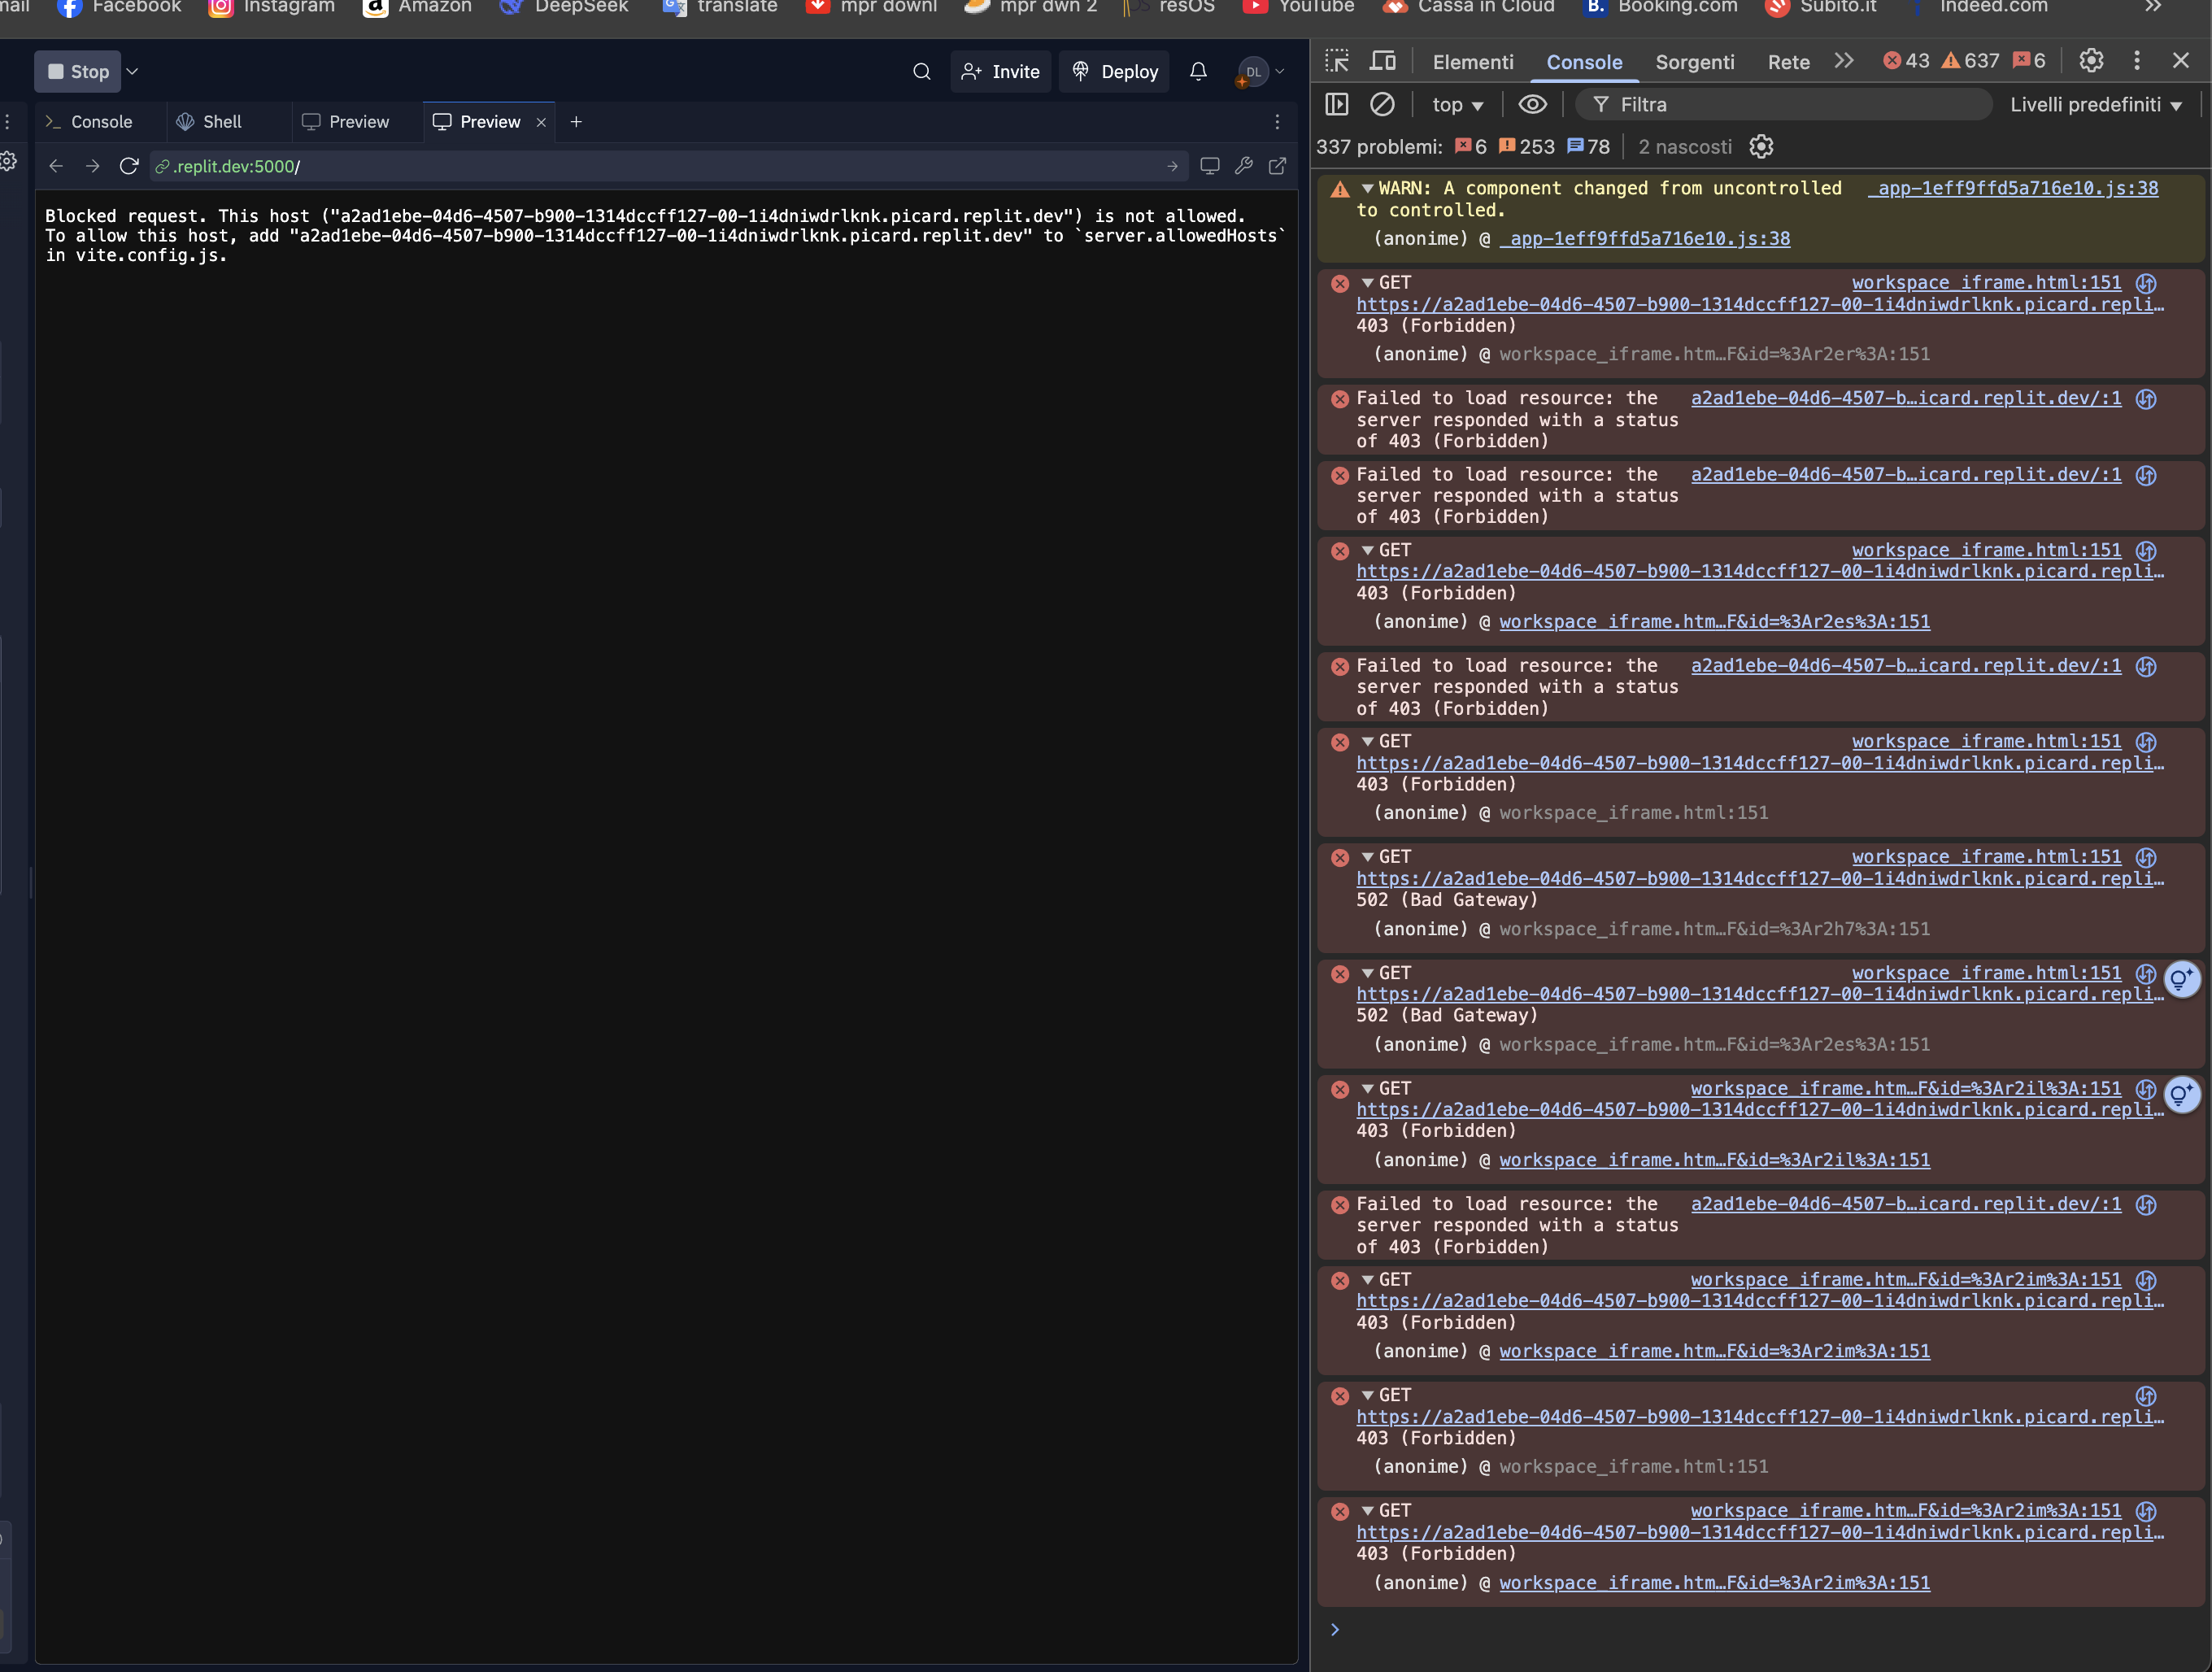 Facebook
Instagram
Amazon
DeepSeek
translate
mpr downl
mpr dwn 2
resOS
YouTube
Cassa in Cloud
B. Booking.com
Subito.it
Indeed.com
Stop
Invite
Deploy
DL
Console
Shell
Preview
Preview
.replit.dev:5000/
Blocked request. This host ("a2ad1ebe-04d6-4507-b900-1314dccff127-00-1i4dniwdrlknk.picard.replit.dev") is not allowed.
To allow this host, add "a2ad1ebe-04d6-4507-b900-1314dccff127-00-1i4dniwdrlknk.picard.replit.dev" to `server.allowedHosts`
in vite.config.js.
Elementi
Console
Sorgenti
Rete
43
637
6
top
Filtra
Livelli predefiniti
337 problemi: 6 253 78
2 nascosti
WARN: A component changed from uncontrolled _app-1eff9ffd5a716e10.js:38
to controlled.
(anonime) @ _app-1eff9ffd5a716e10.js:38
GET workspace_iframe.html:151
https://a2ad1ebe-04d6-4507-b900-1314dccff127-00-1i4dniwdrlknk.picard.repli…
403 (Forbidden)
(anonime) @ workspace_iframe.htm…F&id=%3Ar2er%3A:151
Failed to load resource: the a2ad1ebe-04d6-4507-b…icard.replit.dev/:1
server responded with a status
of 403 (Forbidden)
Failed to load resource: the a2ad1ebe-04d6-4507-b…icard.replit.dev/:1
server responded with a status
of 403 (Forbidden)
GET workspace_iframe.html:151
https://a2ad1ebe-04d6-4507-b900-1314dccff127-00-1i4dniwdrlknk.picard.repli…
403 (Forbidden)
(anonime) @ workspace_iframe.htm…F&id=%3Ar2es%3A:151
Failed to load resource: the a2ad1ebe-04d6-4507-b…icard.replit.dev/:1
server responded with a status
of 403 (Forbidden)
GET workspace_iframe.html:151
https://a2ad1ebe-04d6-4507-b900-1314dccff127-00-1i4dniwdrlknk.picard.repli…
403 (Forbidden)
(anonime) @ workspace_iframe.html:151
GET workspace_iframe.html:151
https://a2ad1ebe-04d6-4507-b900-1314dccff127-00-1i4dniwdrlknk.picard.repli…
502 (Bad Gateway)
(anonime) @ workspace_iframe.htm…F&id=%3Ar2h7%3A:151
GET workspace_iframe.html:151
https://a2ad1ebe-04d6-4507-b900-1314dccff127-00-1i4dniwdrlknk.picard.repli…
502 (Bad Gateway)
(anonime) @ workspace_iframe.htm…F&id=%3Ar2es%3A:151
GET workspace_iframe.htm…F&id=%3Ar2il%3A:151
https://a2ad1ebe-04d6-4507-b900-1314dccff127-00-1i4dniwdrlknk.picard.repli…
403 (Forbidden)
(anonime) @ workspace_iframe.htm…F&id=%3Ar2il%3A:151
Failed to load resource: the a2ad1ebe-04d6-4507-b…icard.replit.dev/:1
server responded with a status
of 403 (Forbidden)
GET workspace_iframe.htm…F&id=%3Ar2im%3A:151
https://a2ad1ebe-04d6-4507-b900-1314dccff127-00-1i4dniwdrlknk.picard.repli…
403 (Forbidden)
(anonime) @ workspace_iframe.htm…F&id=%3Ar2im%3A:151
GET
https://a2ad1ebe-04d6-4507-b900-1314dccff127-00-1i4dniwdrlknk.picard.repli…
403 (Forbidden)
(anonime) @ workspace_iframe.html:151
GET workspace_iframe.htm…F&id=%3Ar2im%3A:151
https://a2ad1ebe-04d6-4507-b900-1314dccff127-00-1i4dniwdrlknk.picard.repli…
403 (Forbidden)
(anonime) @ workspace_iframe.htm…F&id=%3Ar2im%3A:151